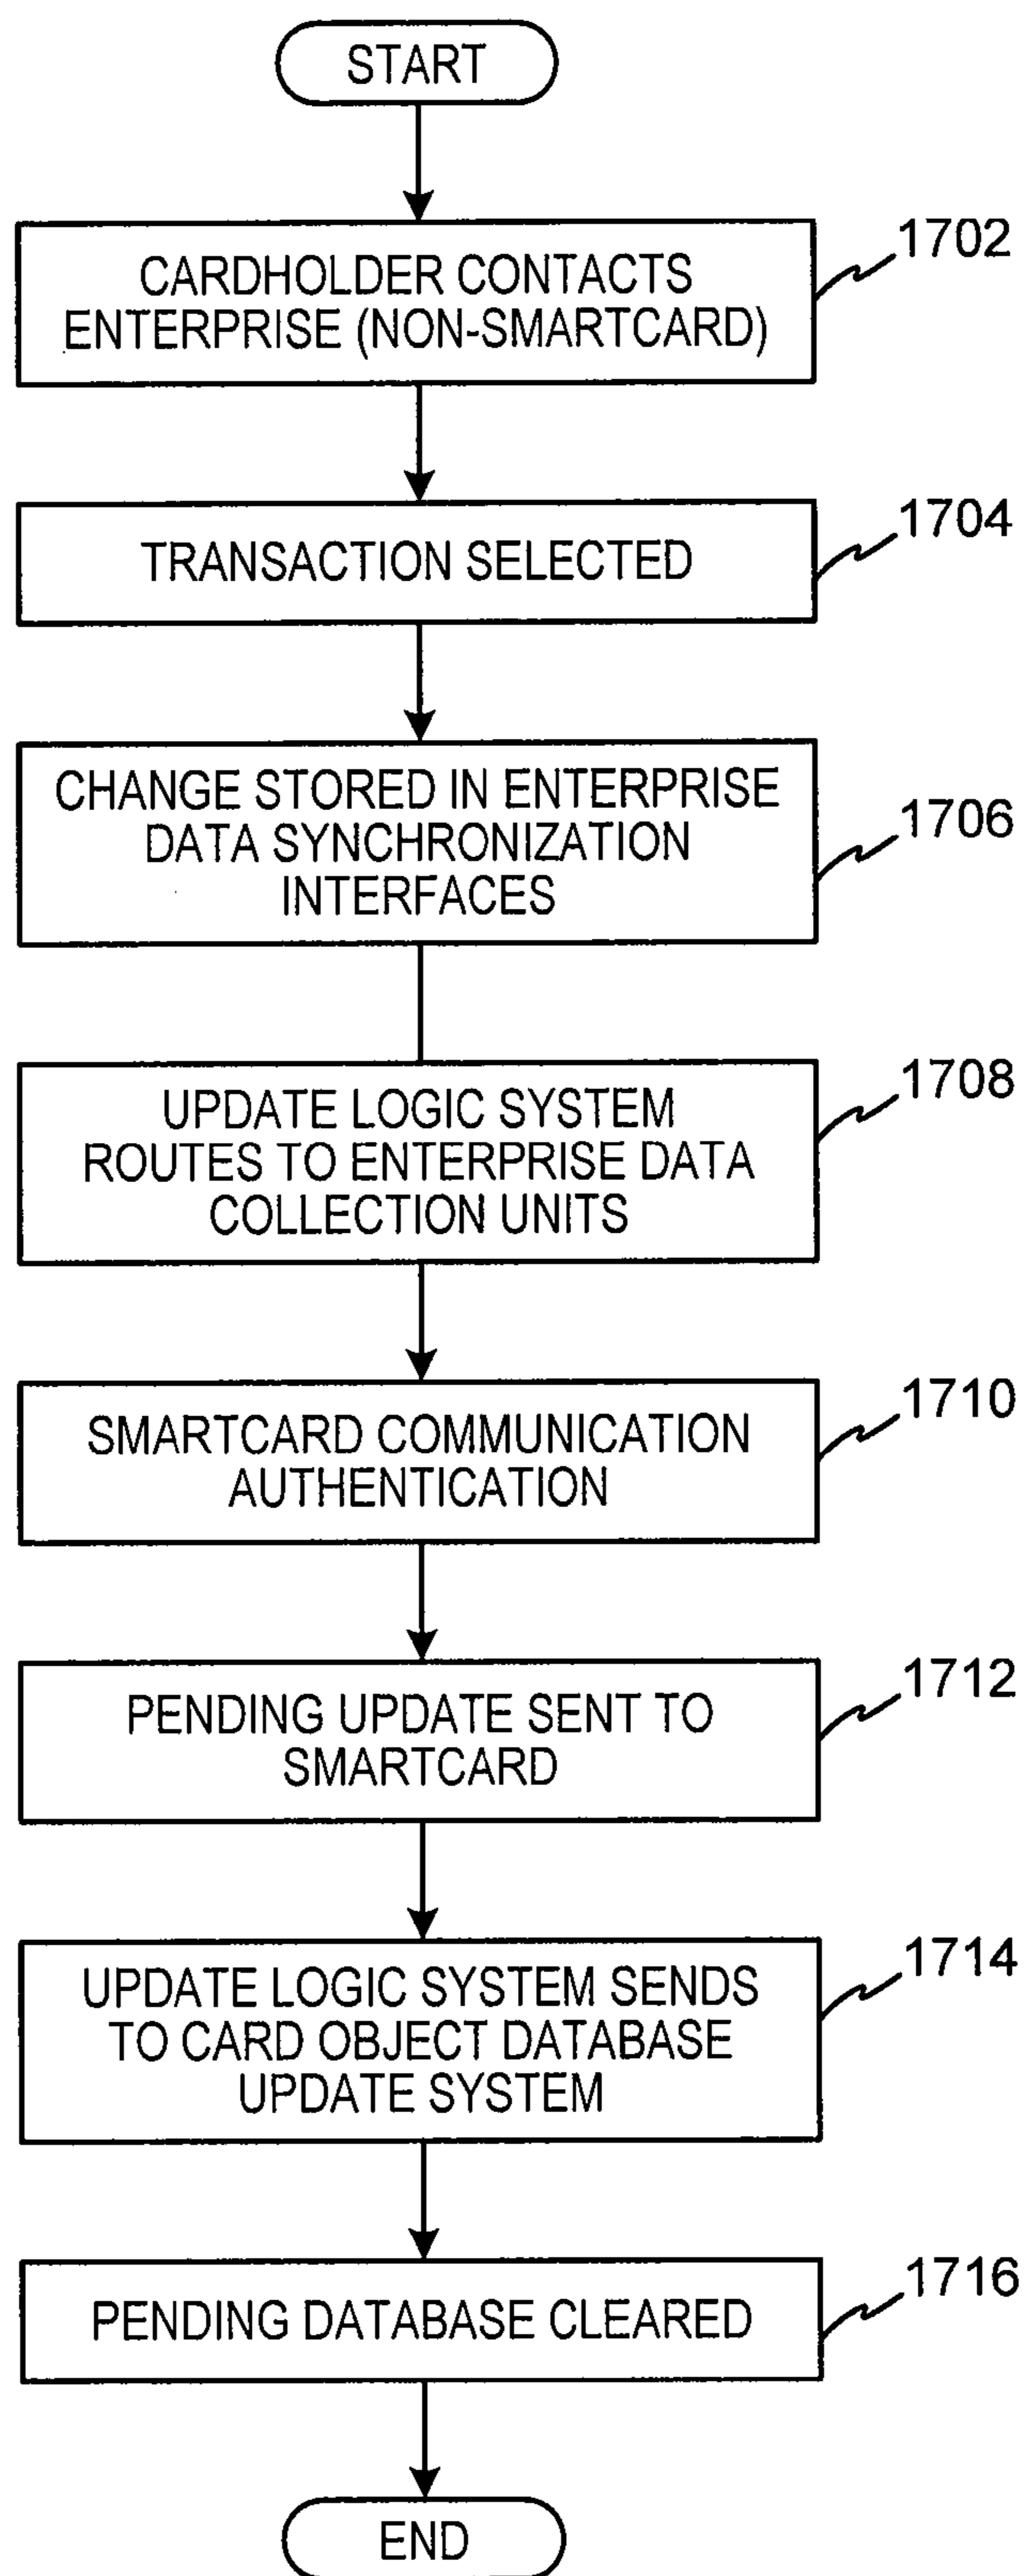 START
CARDHOLDER CONTACTS
ENTERPRISE (NON-SMARTCARD)
1702
TRANSACTION SELECTED
1704
CHANGE STORED IN ENTERPRISE
DATA SYNCHRONIZATION
INTERFACES
1706
UPDATE LOGIC SYSTEM
ROUTES TO ENTERPRISE DATA
COLLECTION UNITS
1708
SMARTCARD COMMUNICATION
AUTHENTICATION
1710
PENDING UPDATE SENT TO
SMARTCARD
1712
UPDATE LOGIC SYSTEM SENDS
TO CARD OBJECT DATABASE
UPDATE SYSTEM
1714
PENDING DATABASE CLEARED
1716
END